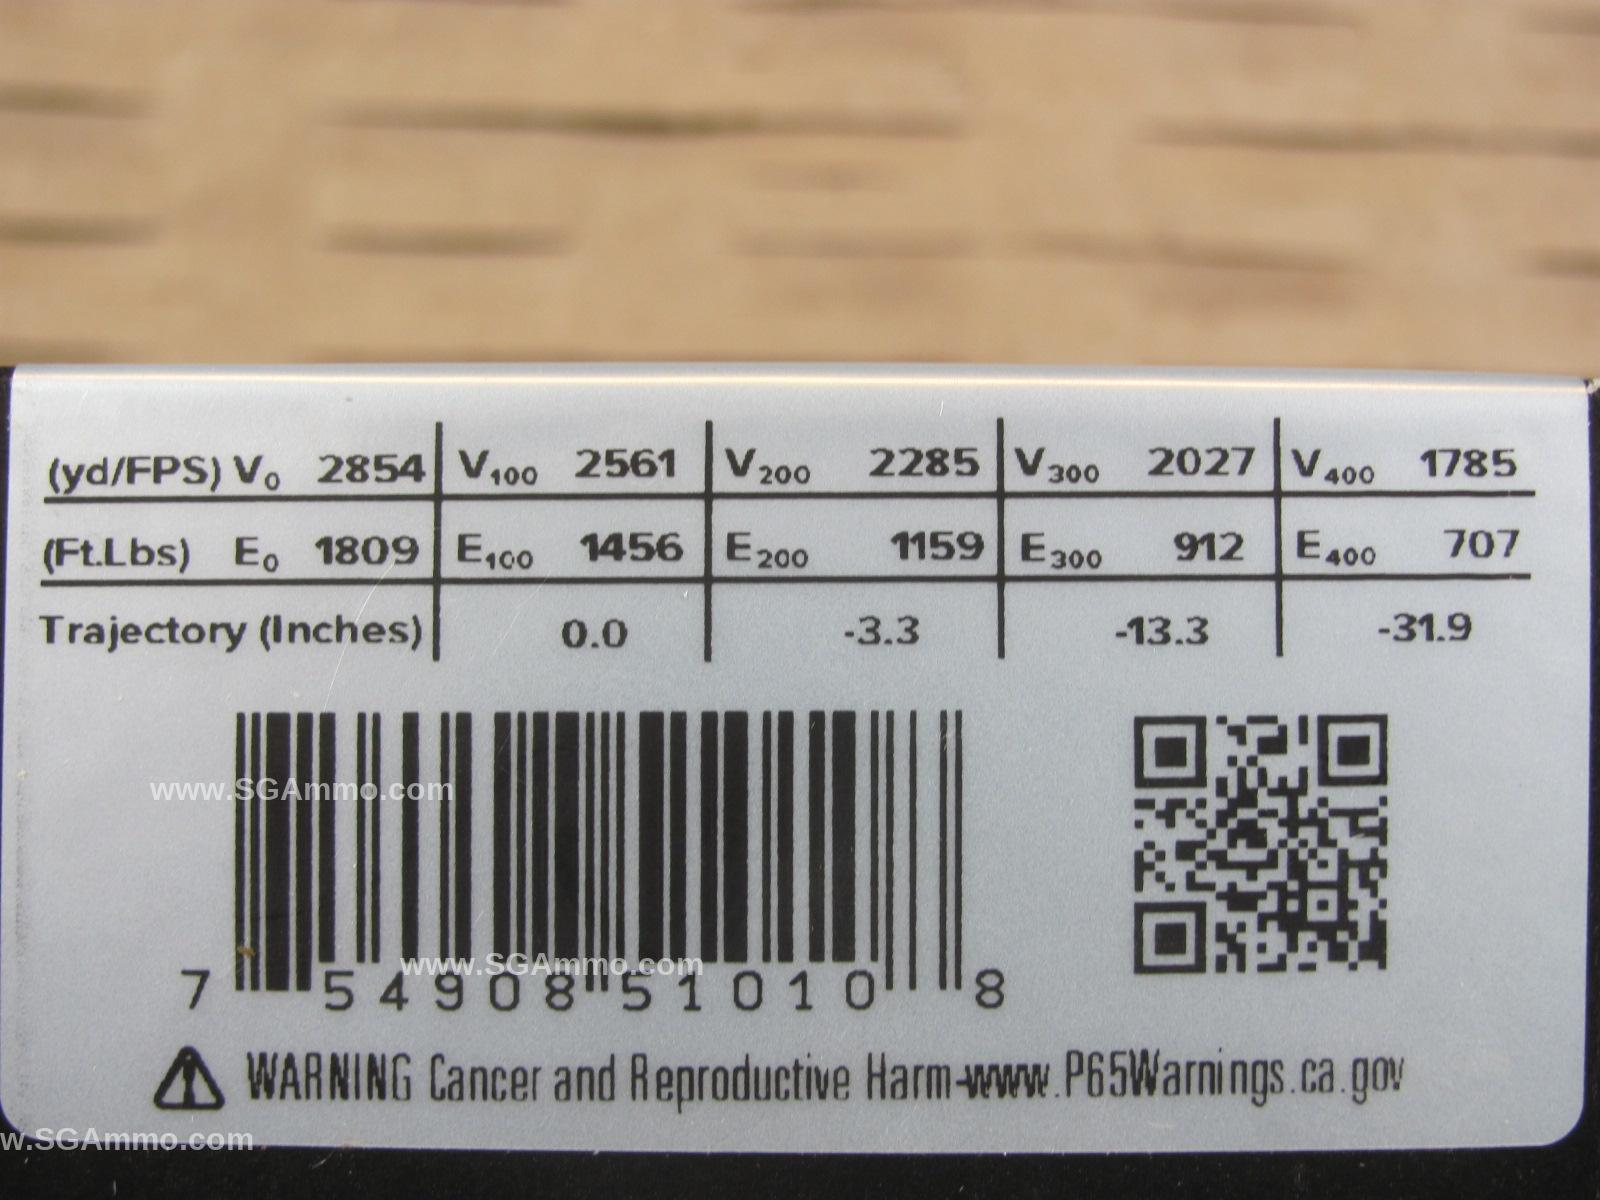 (yd/FPS) V₀ 2854 V₁₀₀ 2561 V₂₀₀ 2285 V₃₀₀ 2027 V₄₀₀ 1785
(Ft.Lbs) E₀ 1809 E₁₀₀ 1456 E₂₀₀ 1159 E₃₀₀ 912 E₄₀₀ 707
Trajectory (Inches) 0.0 -3.3 -13.3 -31.9
www.SGAmmo.com
www.SGAmmo.com
7 54908 51010 8
WARNING Cancer and Reproductive Harm-www.P65Warnings.ca.gov
w.SGAmmo.com